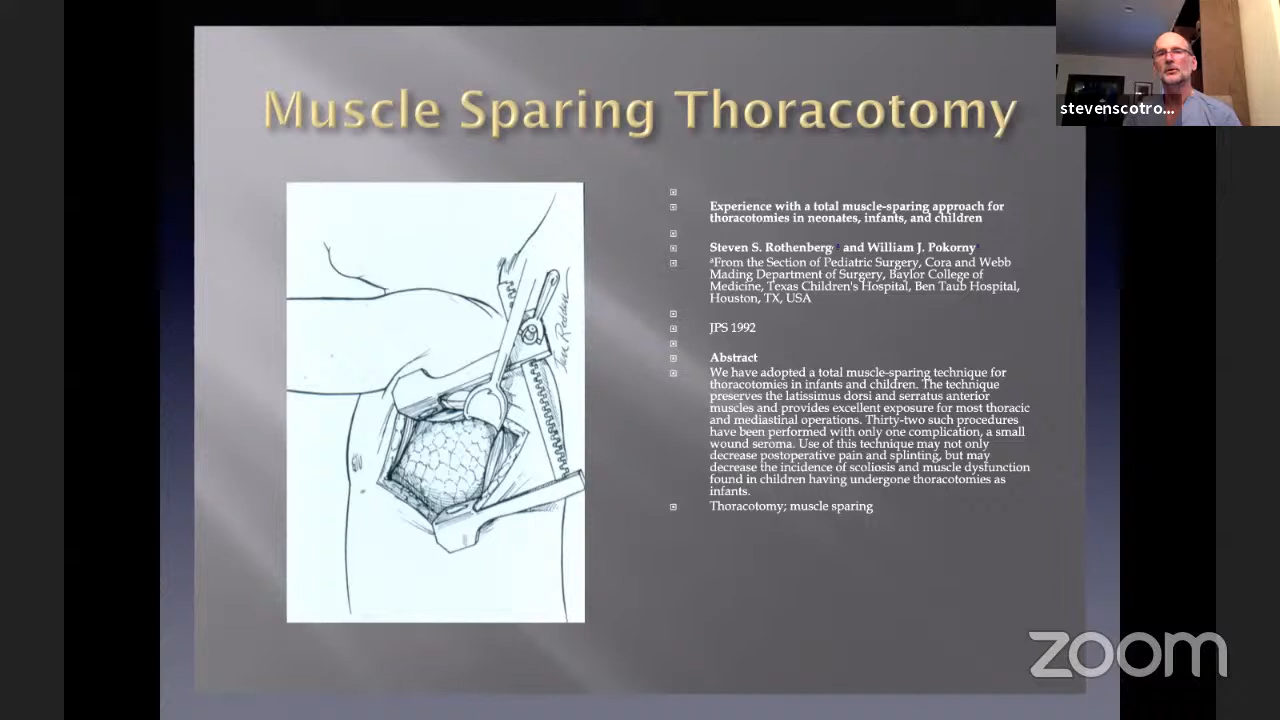 stevenscotro...
Muscle Sparing Thoracotomy
Experience with a total muscle-sparing approach for
thoracotomies in neonates, infants, and children
Steven S. Rothenberg and William J. Pokorny
ªFrom the Section of Pediatric Surgery, Cora and Webb
Mading Department of Surgery, Baylor College of
Medicine, Texas Children's Hospital, Ben Taub Hospital,
Houston, TX, USA
JPS 1992
Abstract
We have adopted a total muscle-sparing technique for
thoracotomies in infants and children. The technique
preserves the latissimus dorsi and serratus anterior
muscles and provides excellent exposure for most thoracic
and mediastinal operations. Thirty-two such procedures
have been performed with only one complication, a small
wound seroma. Use of this technique may not only
decrease postoperative pain and splinting, but may
decrease the incidence of scoliosis and muscle dysfunction
found in children having undergone thoracotomies as
infants.
Thoracotomy; muscle sparing
zoom